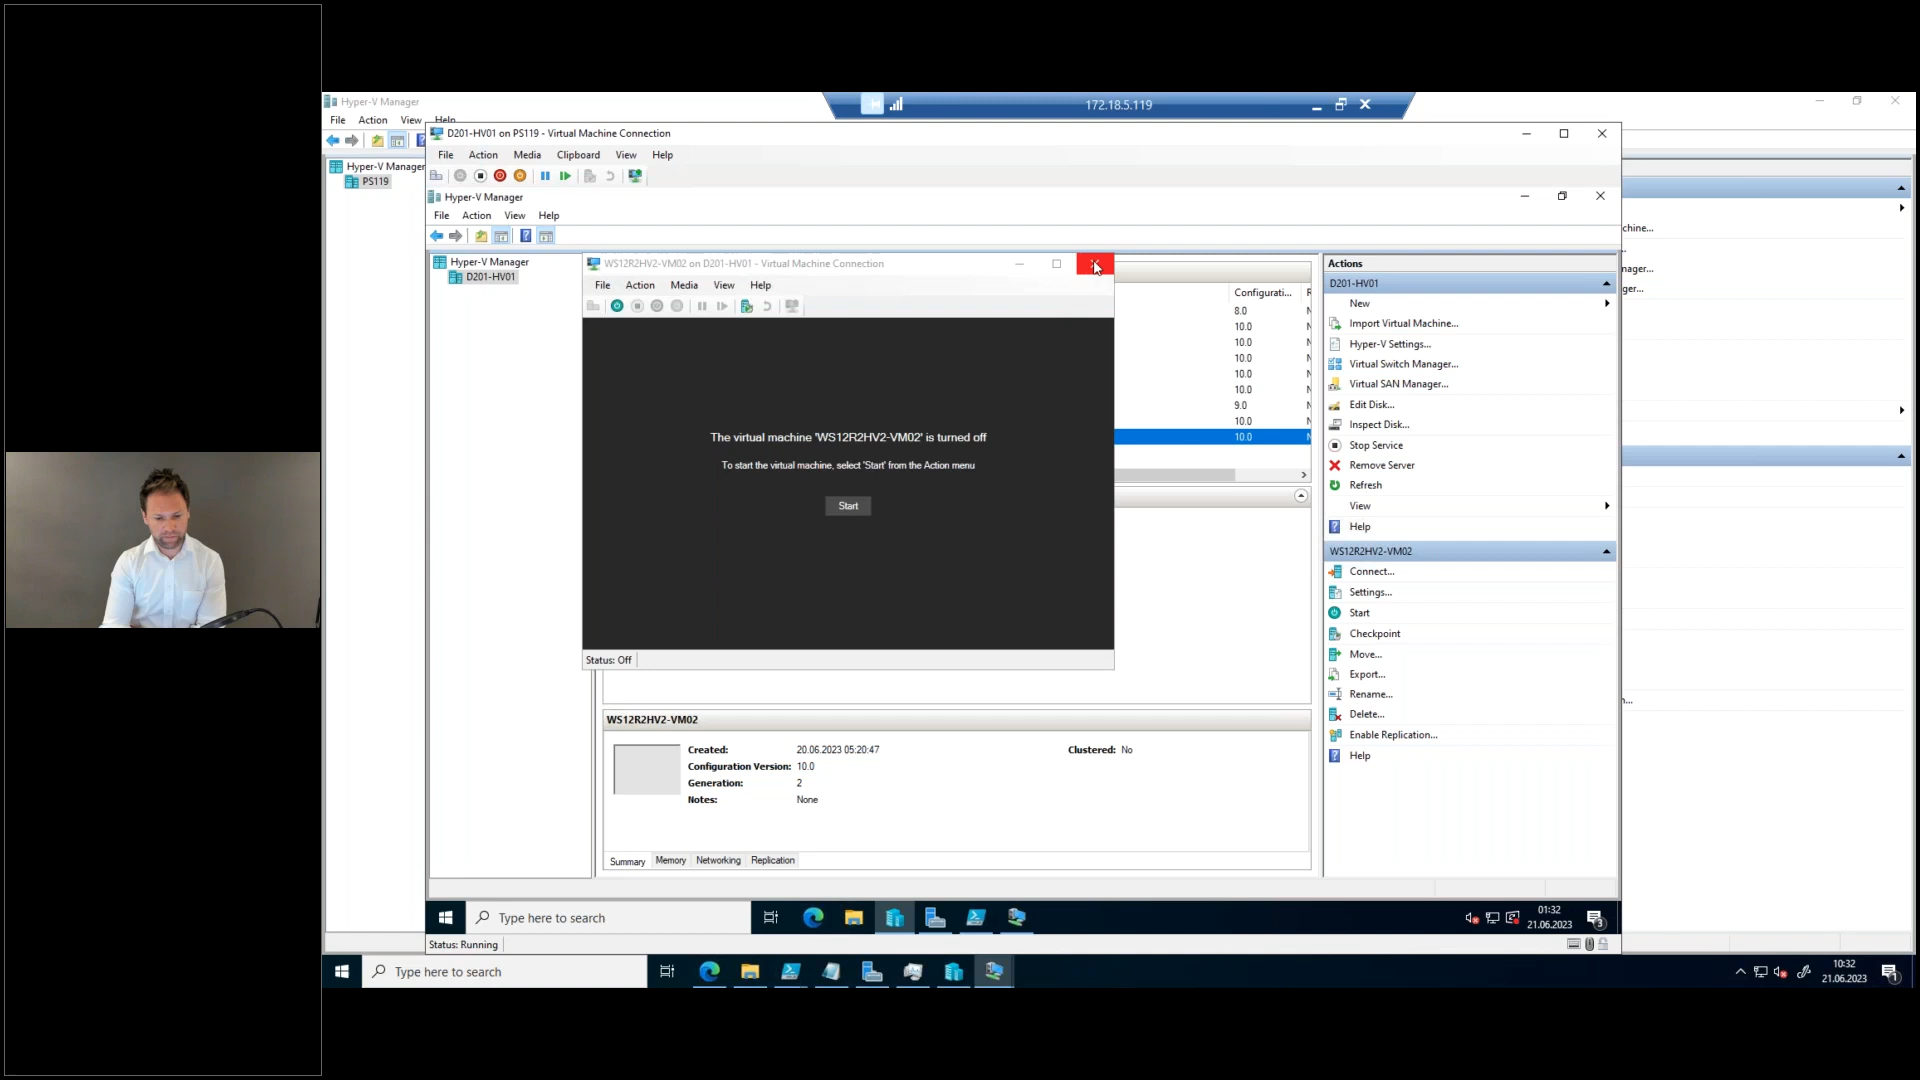 Hyper-V Manager
File Action View Help
Hyper-V Manager
PS119
172.18.5.119
D201-HV01 on PS119 - Virtual Machine Connection
File Action Media Clipboard View Help
Hyper-V Manager
File Action View Help
Hyper-V Manager
D201-HV01
WS12R2HV2-VM02 on D201-HV01 - Virtual Machine Connection
File Action Media View Help
The virtual machine 'WS12R2HV2-VM02' is turned off
To start the virtual machine, select 'Start' from the Action menu
Start
Status: Off
Configurati...
8.0
10.0
10.0
10.0
10.0
10.0
9.0
10.0
10.0
WS12R2HV2-VM02
Created: 20.06.2023 05:20:47 Clustered: No
Configuration Version: 10.0
Generation: 2
Notes: None
Summary Memory Networking Replication
Actions
D201-HV01
New
Import Virtual Machine...
Hyper-V Settings...
Virtual Switch Manager...
Virtual SAN Manager...
Edit Disk...
Inspect Disk...
Stop Service
Remove Server
Refresh
View
Help
WS12R2HV2-VM02
Connect...
Settings...
Start
Checkpoint
Move...
Export...
Rename...
Delete...
Enable Replication...
Help
chine...
nager...
ger...
Type here to search
01:32
21.06.2023
3
Status: Running
Type here to search
10:32
21.06.2023
1